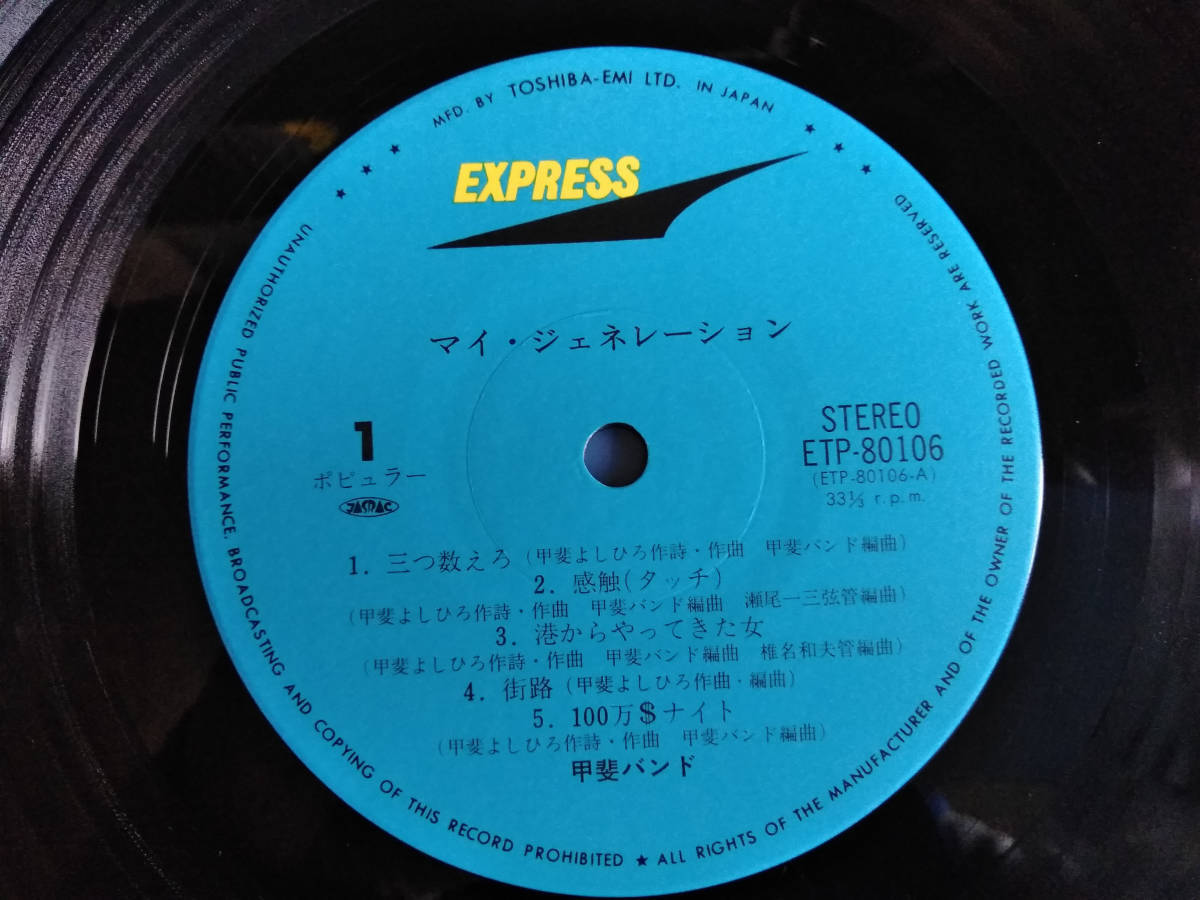 MFD. BY TOSHIBA-EMI LTD. IN JAPAN
EXPRESS
マイ・ジェネレーション
1
ポピュラー
JASRAC
STEREO
ETP-80106
(ETP-80106-A)
33⅓ r.p.m.
1. 三つ数えろ (甲斐よしひろ作詩・作曲 甲斐バンド編曲)
2. 感触(タッチ)
(甲斐よしひろ作詩・作曲 甲斐バンド編曲 瀬尾一三弦管編曲)
3. 港からやってきた女
(甲斐よしひろ作詩・作曲 甲斐バンド編曲 椎名和夫管編曲)
4. 街路 (甲斐よしひろ作曲・編曲)
5. 100万$ナイト
(甲斐よしひろ作詩・作曲 甲斐バンド編曲)
甲斐バンド
★ ★ ★ UNAUTHORIZED PUBLIC PERFORMANCE, BROADCASTING AND COPYING OF THIS RECORD PROHIBITED ★ ALL RIGHTS OF THE MANUFACTURER AND OF THE OWNER OF THE RECORDED WORK ARE RESERVED ★ ★ ★